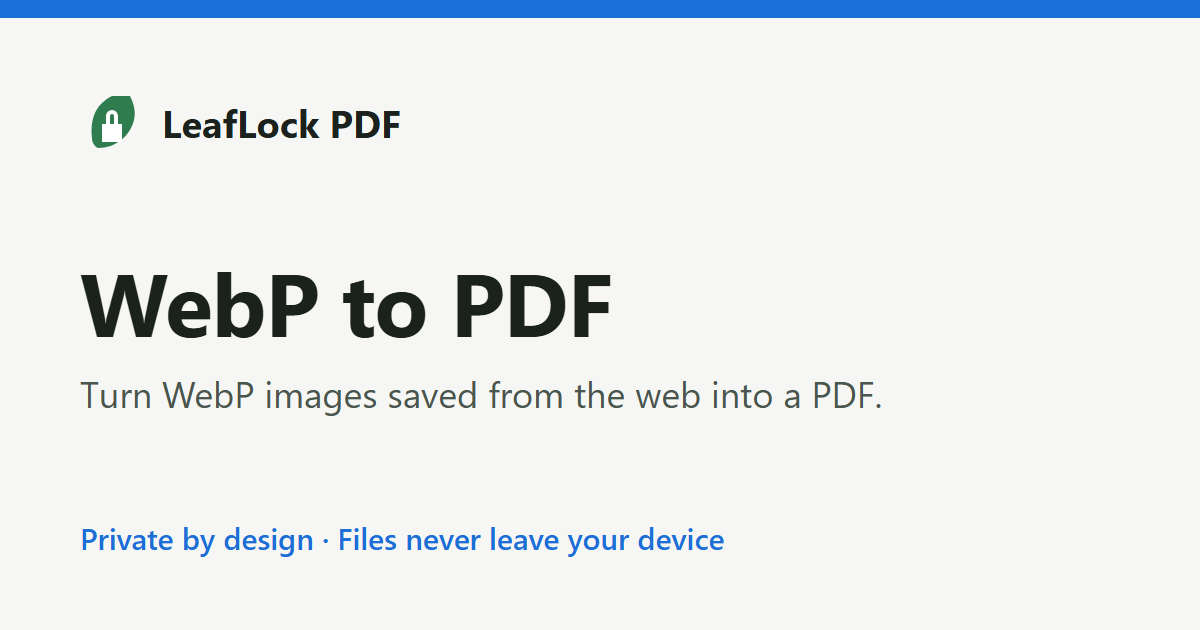 LeafLock PDF
WebP to PDF
Turn WebP images saved from the web into a PDF.
Private by design · Files never leave your device